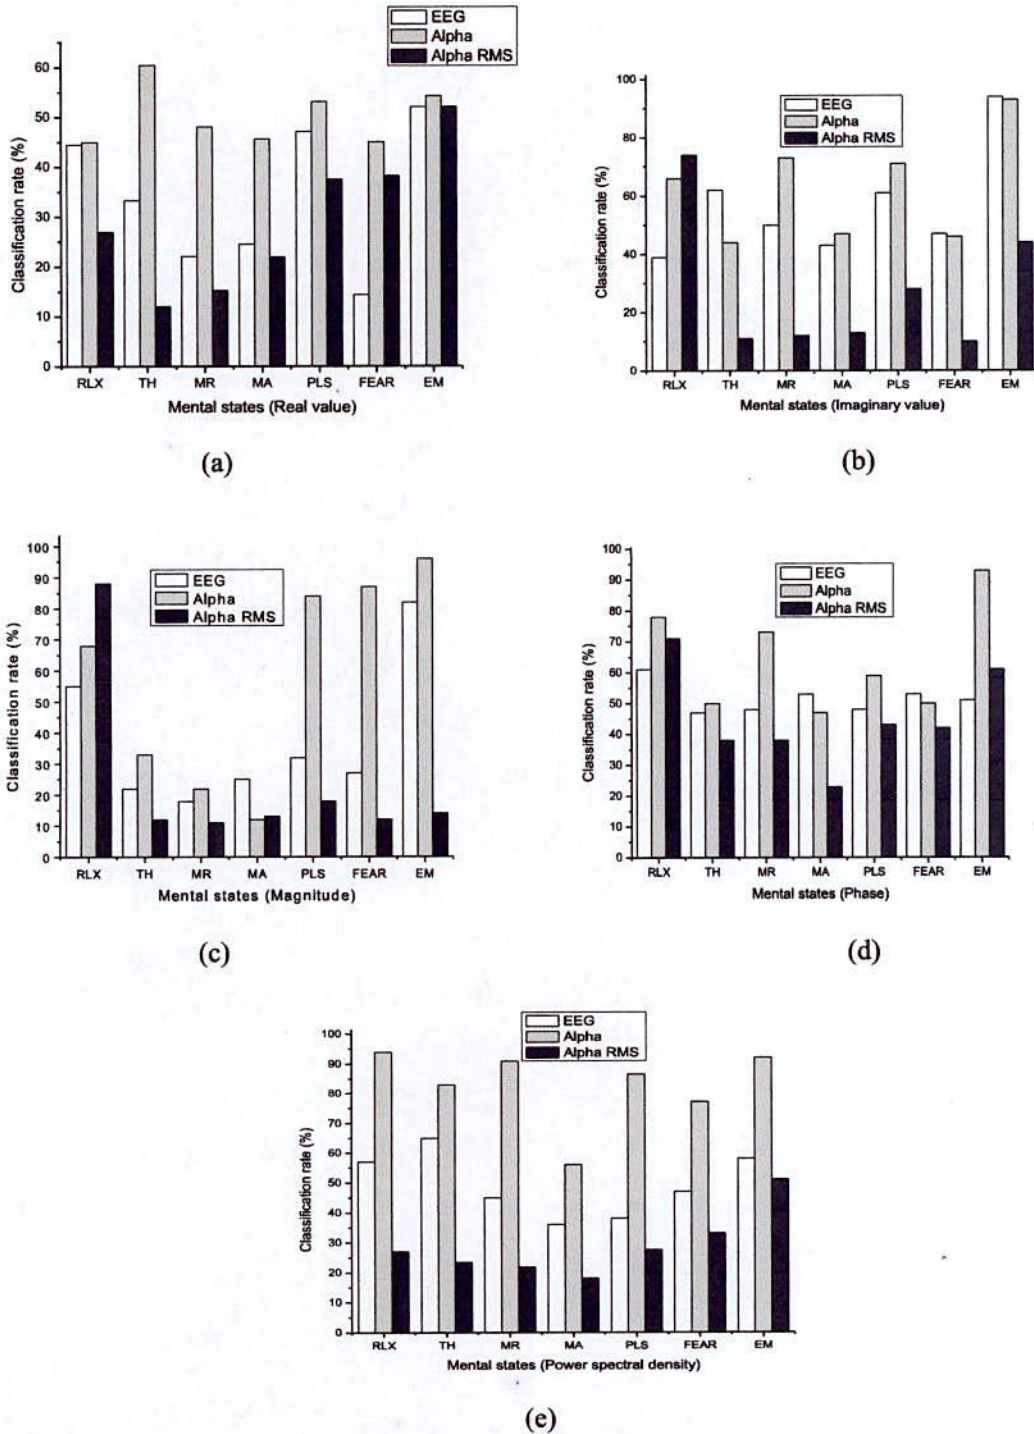 EEG
Alpha
Alpha RMS
Classification rate (%)
60
50
40
30
20
10
0
RLX TH MR MA PLS FEAR EM
Mental states (Real value)
(a)
EEG
Alpha
Alpha RMS
Classification rate (%)
100
80
60
40
20
0
RLX TH MR MA PLS FEAR EM
Mental states (Imaginary value)
(b)
EEG
Alpha
Alpha RMS
Classification rate (%)
100
90
80
70
60
50
40
30
20
10
0
RLX TH MR MA PLS FEAR EM
Mental states (Magnitude)
(c)
EEG
Alpha
Alpha RMS
Classification rate (%)
100
90
80
70
60
50
40
30
20
10
0
RLX TH MR MA PLS FEAR EM
Mental states (Phase)
(d)
EEG
Alpha
Alpha RMS
Classification rate (%)
100
90
80
70
60
50
40
30
20
10
0
RLX TH MR MA PLS FEAR EM
Mental states (Power spectral density)
(e)